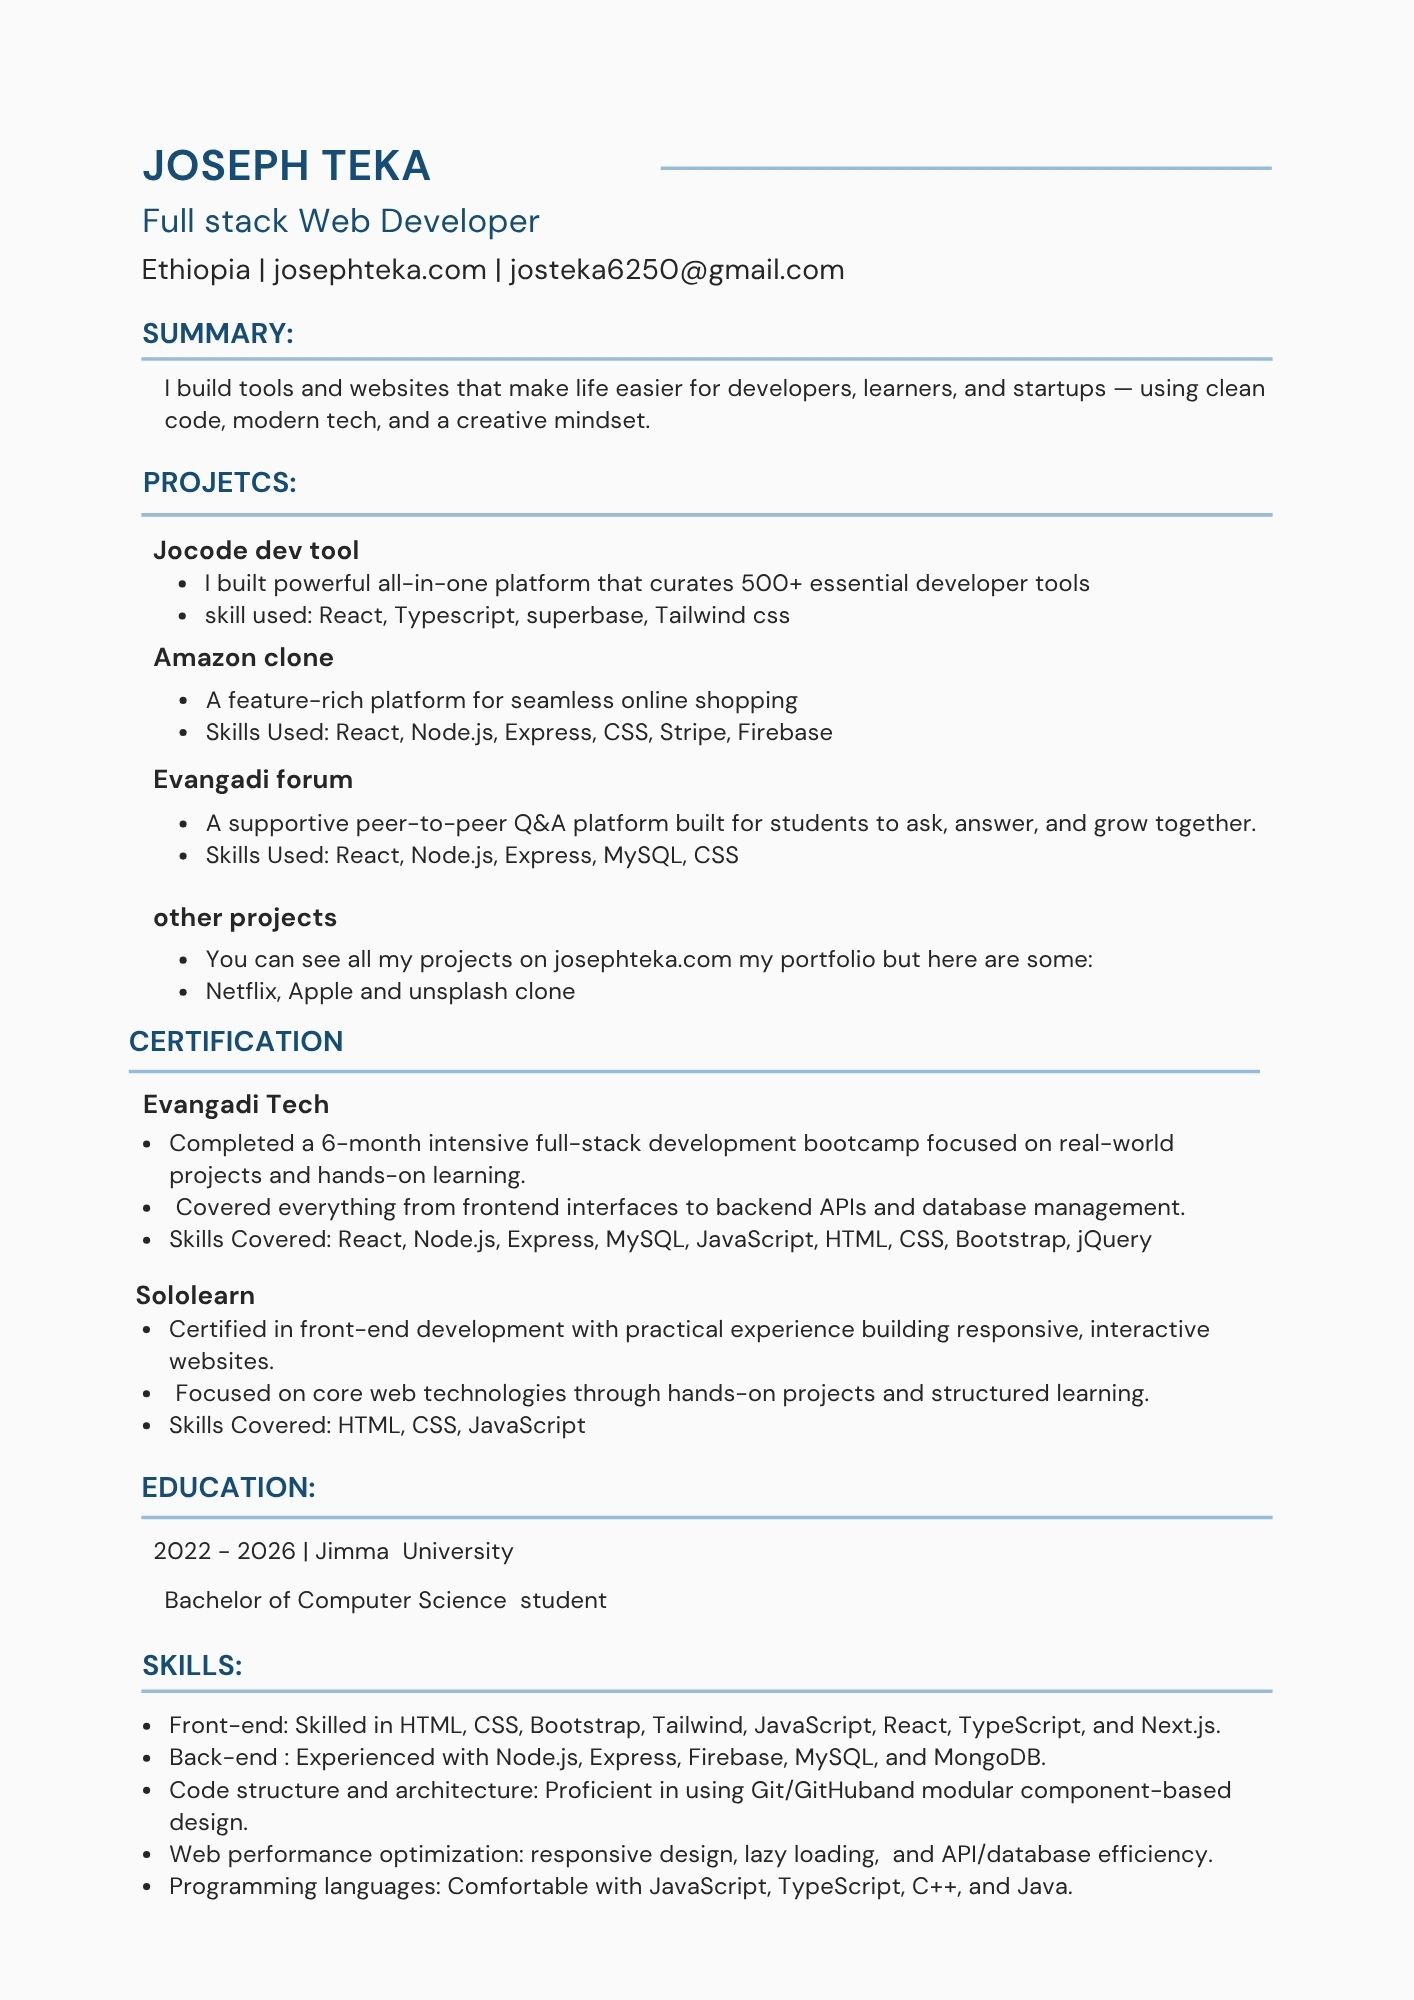 JOSEPH TEKA
Full stack Web Developer
Ethiopia | josephteka.com | josteka6250@gmail.com
SUMMARY:
I build tools and websites that make life easier for developers, learners, and startups — using clean
code, modern tech, and a creative mindset.
PROJETCS:
Jocode dev tool
• I built powerful all-in-one platform that curates 500+ essential developer tools
• skill used: React, Typescript, superbase, Tailwind css
Amazon clone
• A feature-rich platform for seamless online shopping
• Skills Used: React, Node.js, Express, CSS, Stripe, Firebase
Evangadi forum
• A supportive peer-to-peer Q&A platform built for students to ask, answer, and grow together.
• Skills Used: React, Node.js, Express, MySQL, CSS
other projects
• You can see all my projects on josephteka.com my portfolio but here are some:
• Netflix, Apple and unsplash clone
CERTIFICATION
Evangadi Tech
• Completed a 6-month intensive full-stack development bootcamp focused on real-world
projects and hands-on learning.
• Covered everything from frontend interfaces to backend APIs and database management.
• Skills Covered: React, Node.js, Express, MySQL, JavaScript, HTML, CSS, Bootstrap, jQuery
Sololearn
• Certified in front-end development with practical experience building responsive, interactive
websites.
• Focused on core web technologies through hands-on projects and structured learning.
• Skills Covered: HTML, CSS, JavaScript
EDUCATION:
2022 - 2026 | Jimma University
Bachelor of Computer Science student
SKILLS:
• Front-end: Skilled in HTML, CSS, Bootstrap, Tailwind, JavaScript, React, TypeScript, and Next.js.
• Back-end : Experienced with Node.js, Express, Firebase, MySQL, and MongoDB.
• Code structure and architecture: Proficient in using Git/GitHuband modular component-based
design.
• Web performance optimization: responsive design, lazy loading, and API/database efficiency.
• Programming languages: Comfortable with JavaScript, TypeScript, C++, and Java.